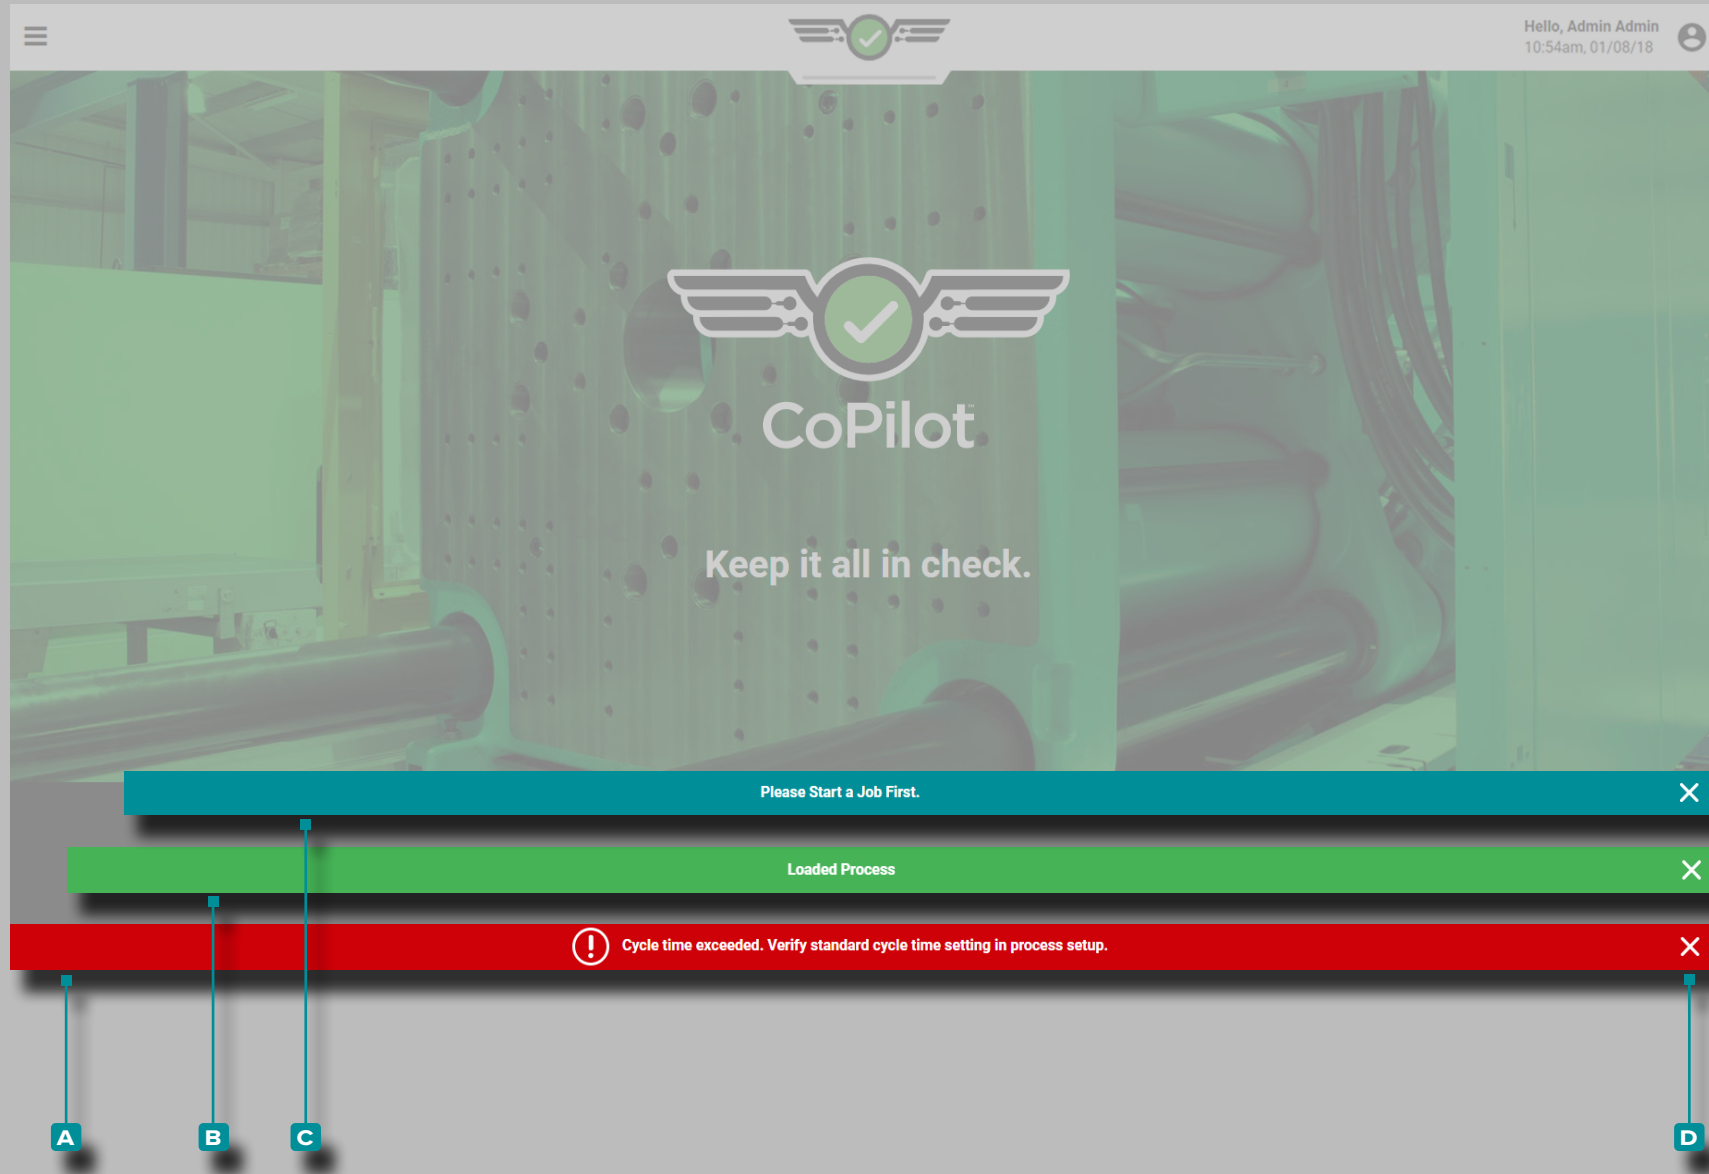 Hello, Admin Admin
10:54am, 01/08/18
CoPilot™
Keep it all in check.
Please Start a Job First.
Loaded Process
Cycle time exceeded. Verify standard cycle time setting in process setup.
A B C D